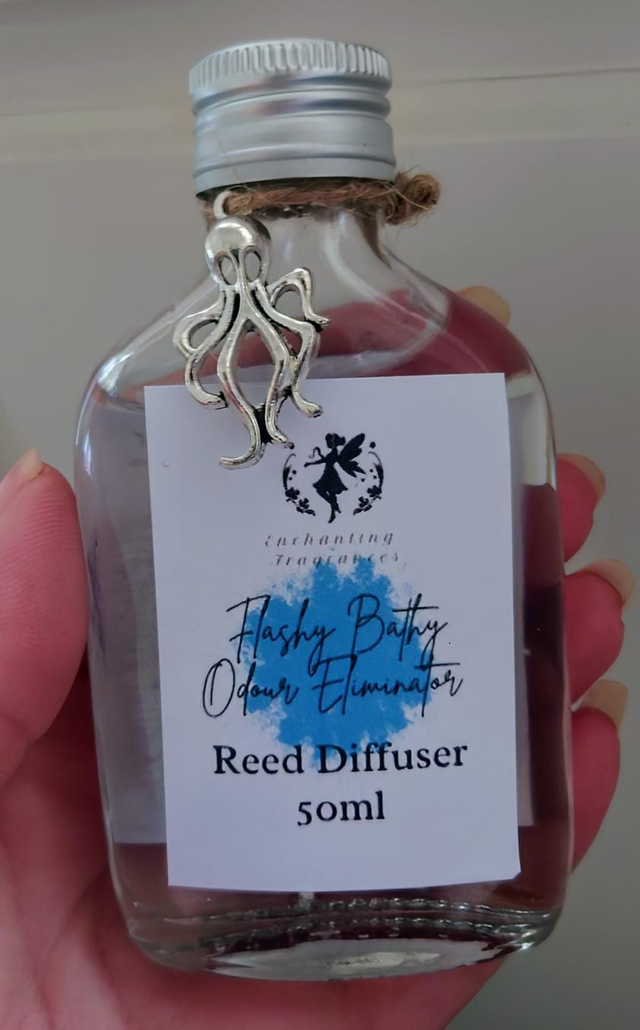 Enchanting
Fragrances
Flashy Bathy
Odour Eliminator
Reed Diffuser
50ml